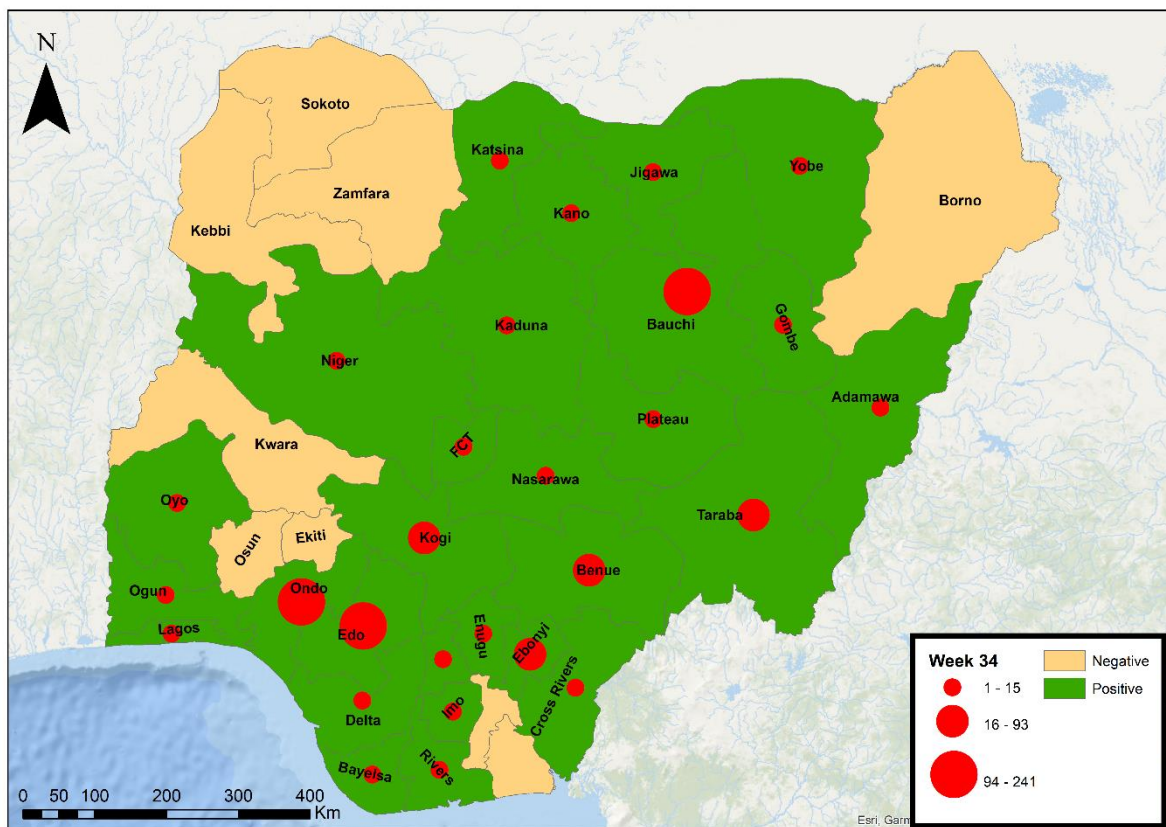 N
Sokoto
Katsina
Jigawa
Yobe
Zamfara
Borno
Kano
Kebbi
Kaduna
Bauchi
Gombe
Niger
Adamawa
Plateau
FCT
Kwara
Nasarawa
Oyo
Taraba
Osun
Ekiti
Kogi
Benue
Ogun
Ondo
Lagos
Edo
Enugu
Ebonyi
Cross Rivers
Delta
Imo
Bayelsa
Rivers
Week 34
1 - 15
16 - 93
94 - 241
Negative
Positive
0 50 100 200 300 400
Km
Esri, Garm